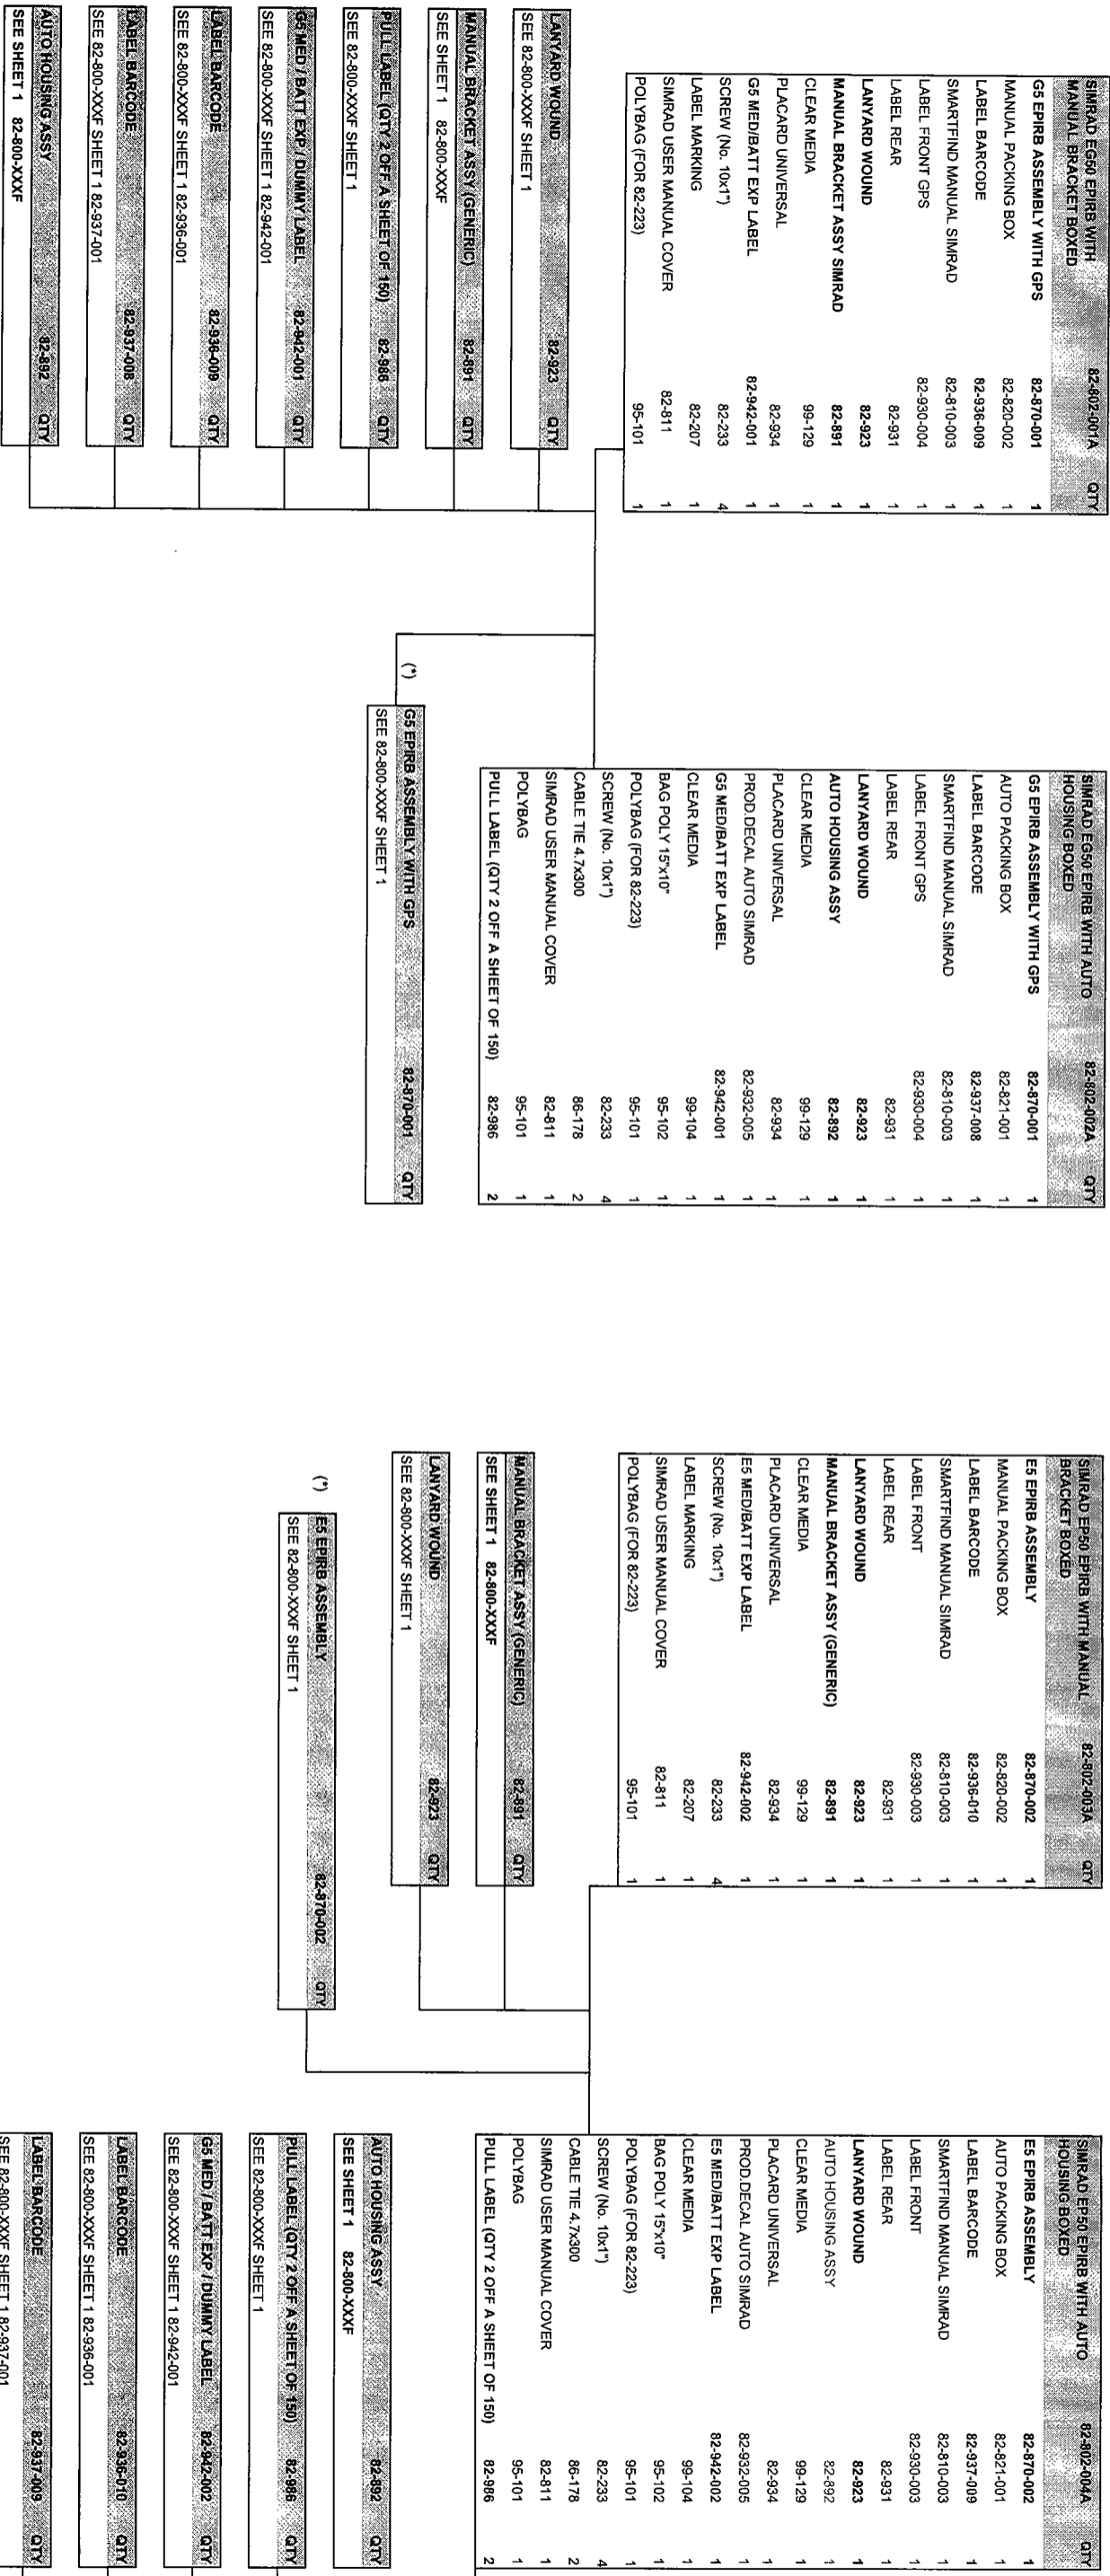 SIMRAD EG50 EPIRB WITH MANUAL BRACKET BOXED 82-802-001A QTY
G5 EPIRB ASSEMBLY WITH GPS 82-870-001 1
MANUAL PACKING BOX 82-820-002 1
LABEL BARCODE 82-936-009 1
SMARTFIND MANUAL SIMRAD 82-810-003 1
LABEL FRONT GPS 82-930-004 1
LABEL REAR 82-931 1
LANYARD WOUND 82-923 1
MANUAL BRACKET ASSY SIMRAD 82-891 1
CLEAR MEDIA 99-129 1
PLACARD UNIVERSAL 82-934 1
G5 MED/BATT EXP LABEL 82-942-001 1
SCREW (No. 10x1") 82-233 4
LABEL MARKING 82-207 1
SIMRAD USER MANUAL COVER 82-811 1
POLYBAG (FOR 82-223) 95-101 1
LANYARD WOUND 82-923 QTY
SEE 82-800-XXXF SHEET 1
MANUAL BRACKET ASSY (GENERIC) 82-891 QTY
SEE SHEET 1 82-800-XXXF
PULL LABEL (QTY 2 OFF A SHEET OF 150) 82-986 QTY
SEE 82-800-XXXF SHEET 1
G5 MED / BATT EXP / DUMMY LABEL 82-942-001 QTY
SEE 82-800-XXXF SHEET 1 82-942-001
LABEL BARCODE 82-936-009 QTY
SEE 82-800-XXXF SHEET 1 82-936-001
LABEL BARCODE 82-937-008 QTY
SEE 82-800-XXXF SHEET 1 82-937-001
AUTO HOUSING ASSY 82-892 QTY
SEE SHEET 1 82-800-XXXF
SIMRAD EG50 EPIRB WITH AUTO HOUSING BOXED 82-802-002A QTY
G5 EPIRB ASSEMBLY WITH GPS 82-870-001 1
AUTO PACKING BOX 82-821-001 1
LABEL BARCODE 82-937-008 1
SMARTFIND MANUAL SIMRAD 82-810-003 1
LABEL FRONT GPS 82-930-004 1
LABEL REAR 82-931 1
LANYARD WOUND 82-923 1
AUTO HOUSING ASSY 82-892 1
CLEAR MEDIA 99-129 1
PLACARD UNIVERSAL 82-934 1
PROD.DECAL AUTO SIMRAD 82-932-005 1
G5 MED/BATT EXP LABEL 82-942-001 1
CLEAR MEDIA 99-104 1
BAG POLY 15"x10" 95-102 1
POLYBAG (FOR 82-223) 95-101 1
SCREW (No. 10x1") 82-233 4
CABLE TIE 4.7x300 86-178 2
SIMRAD USER MANUAL COVER 82-811 1
POLYBAG 95-101 1
PULL LABEL (QTY 2 OFF A SHEET OF 150) 82-986 2
(*) G5 EPIRB ASSEMBLY WITH GPS 82-870-001 QTY
SEE 82-800-XXXF SHEET 1
SIMRAD EP50 EPIRB WITH MANUAL BRACKET BOXED 82-802-003A QTY
E5 EPIRB ASSEMBLY 82-870-002 1
MANUAL PACKING BOX 82-820-002 1
LABEL BARCODE 82-936-010 1
SMARTFIND MANUAL SIMRAD 82-810-003 1
LABEL FRONT 82-930-003 1
LABEL REAR 82-931 1
LANYARD WOUND 82-923 1
MANUAL BRACKET ASSY (GENERIC) 82-891 1
CLEAR MEDIA 99-129 1
PLACARD UNIVERSAL 82-934 1
E5 MED/BATT EXP LABEL 82-942-002 1
SCREW (No. 10x1") 82-233 4
LABEL MARKING 82-207 1
SIMRAD USER MANUAL COVER 82-811 1
POLYBAG (FOR 82-223) 95-101 1
MANUAL BRACKET ASSY (GENERIC) 82-891 QTY
SEE SHEET 1 82-800-XXXF
LANYARD WOUND 82-923 QTY
SEE 82-800-XXXF SHEET 1
(*) E5 EPIRB ASSEMBLY 82-870-002 QTY
SEE 82-800-XXXF SHEET 1
SIMRAD EP50 EPIRB WITH AUTO HOUSING BOXED 82-802-004A QTY
E5 EPIRB ASSEMBLY 82-870-002 1
AUTO PACKING BOX 82-821-001 1
LABEL BARCODE 82-937-009 1
SMARTFIND MANUAL SIMRAD 82-810-003 1
LABEL FRONT 82-930-003 1
LABEL REAR 82-931 1
LANYARD WOUND 82-923 1
AUTO HOUSING ASSY 82-892 1
CLEAR MEDIA 99-129 1
PLACARD UNIVERSAL 82-934 1
PROD.DECAL AUTO SIMRAD 82-932-005 1
E5 MED/BATT EXP LABEL 82-942-002 1
CLEAR MEDIA 99-104 1
BAG POLY 15"x10" 95-102 1
POLYBAG (FOR 82-223) 95-101 1
SCREW (No. 10x1") 82-233 4
CABLE TIE 4.7x300 86-178 2
SIMRAD USER MANUAL COVER 82-811 1
POLYBAG 95-101 1
PULL LABEL (QTY 2 OFF A SHEET OF 150) 82-986 2
AUTO HOUSING ASSY 82-892 QTY
SEE SHEET 1 82-800-XXXF
PULL LABEL (QTY 2 OFF A SHEET OF 150) 82-986 QTY
SEE 82-800-XXXF SHEET 1
G5 MED / BATT EXP / DUMMY LABEL 82-942-002 QTY
SEE 82-800-XXXF SHEET 1 82-942-001
LABEL BARCODE 82-936-010 QTY
SEE 82-800-XXXF SHEET 1 82-936-001
LABEL BARCODE 82-937-009 QTY
SEE 82-800-XXXF SHEET 1 82-937-001